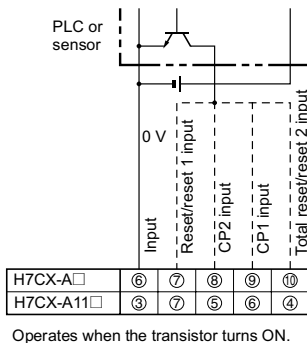 PLC or
sensor
0 V
Input
Reset/reset 1 input
CP2 input
CP1 input
Total reset/reset 2 input
H7CX-A□ ⑥ ⑦ ⑧ ⑨ ⑩
H7CX-A11□ ③ ⑦ ⑤ ⑥ ④
Operates when the transistor turns ON.